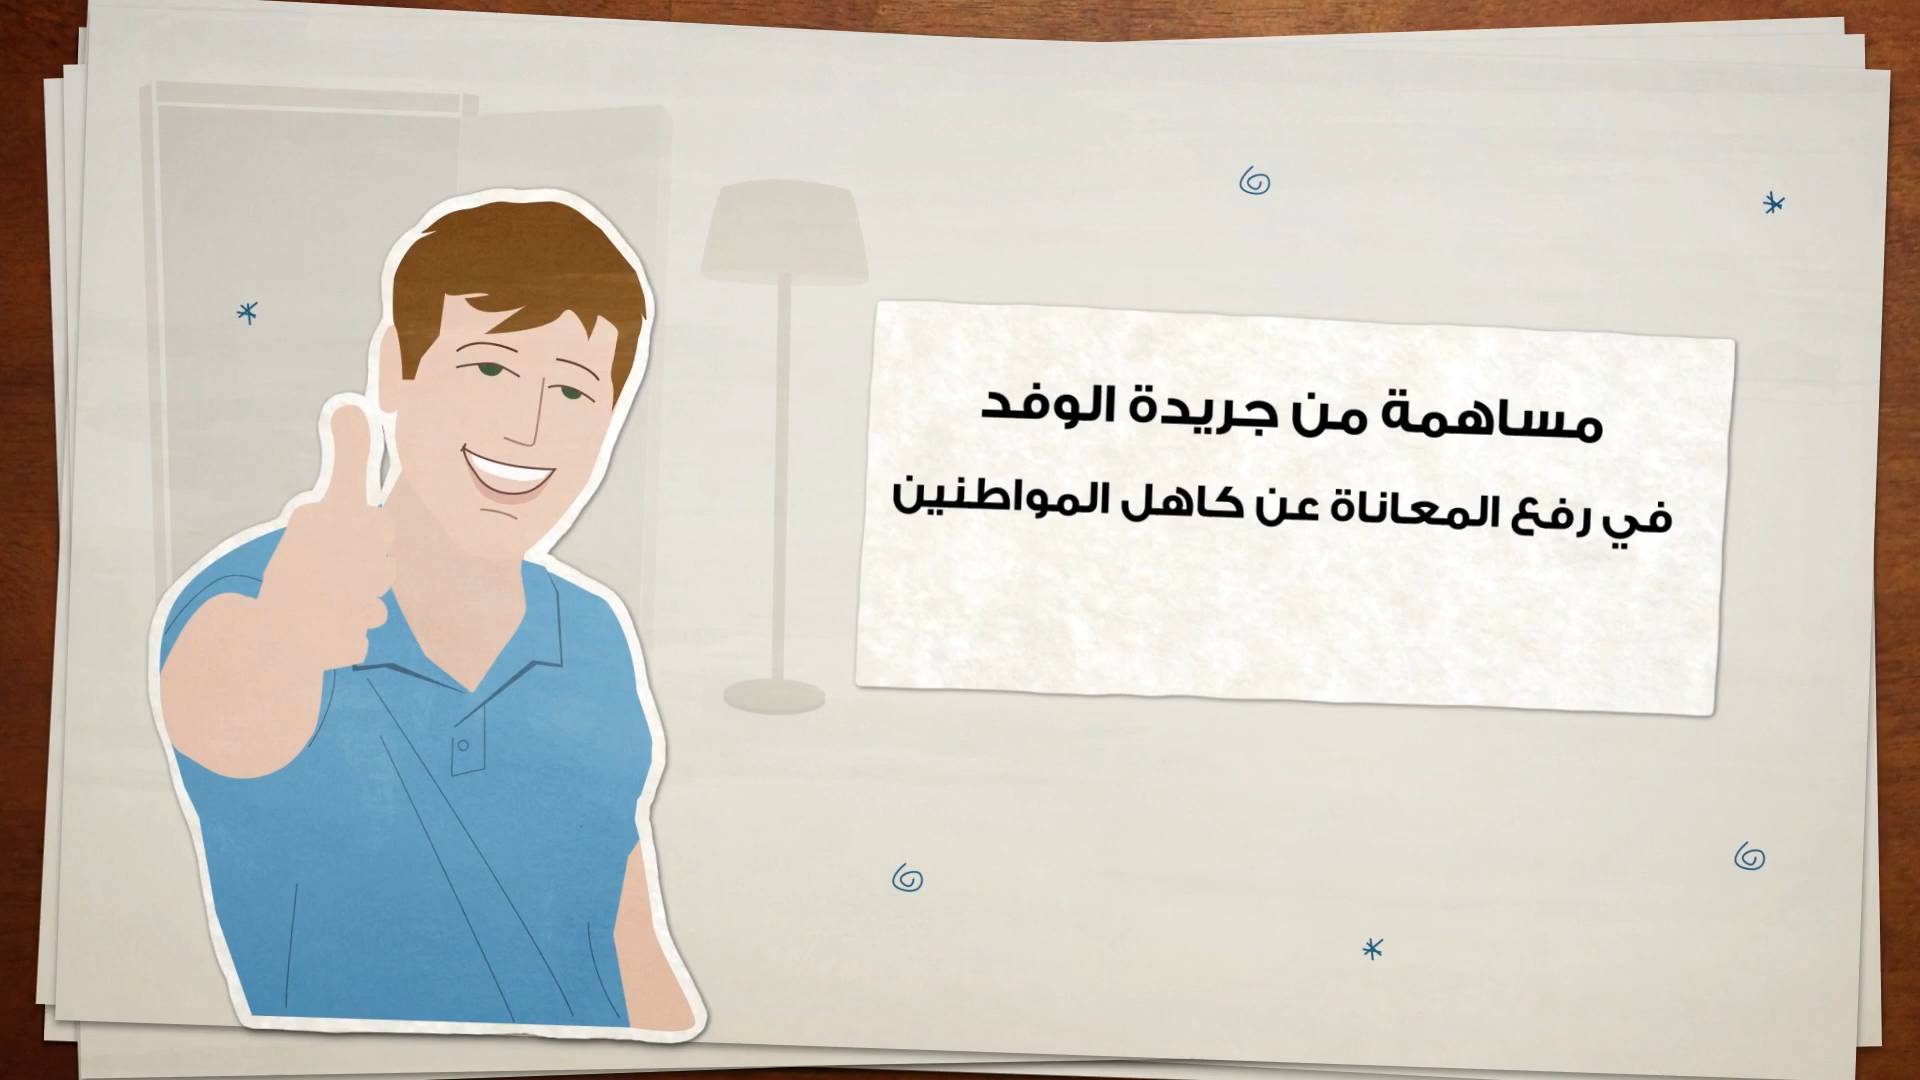 مساهمة من جريدة الوفد
في رفع المعاناة عن كاهل المواطنين